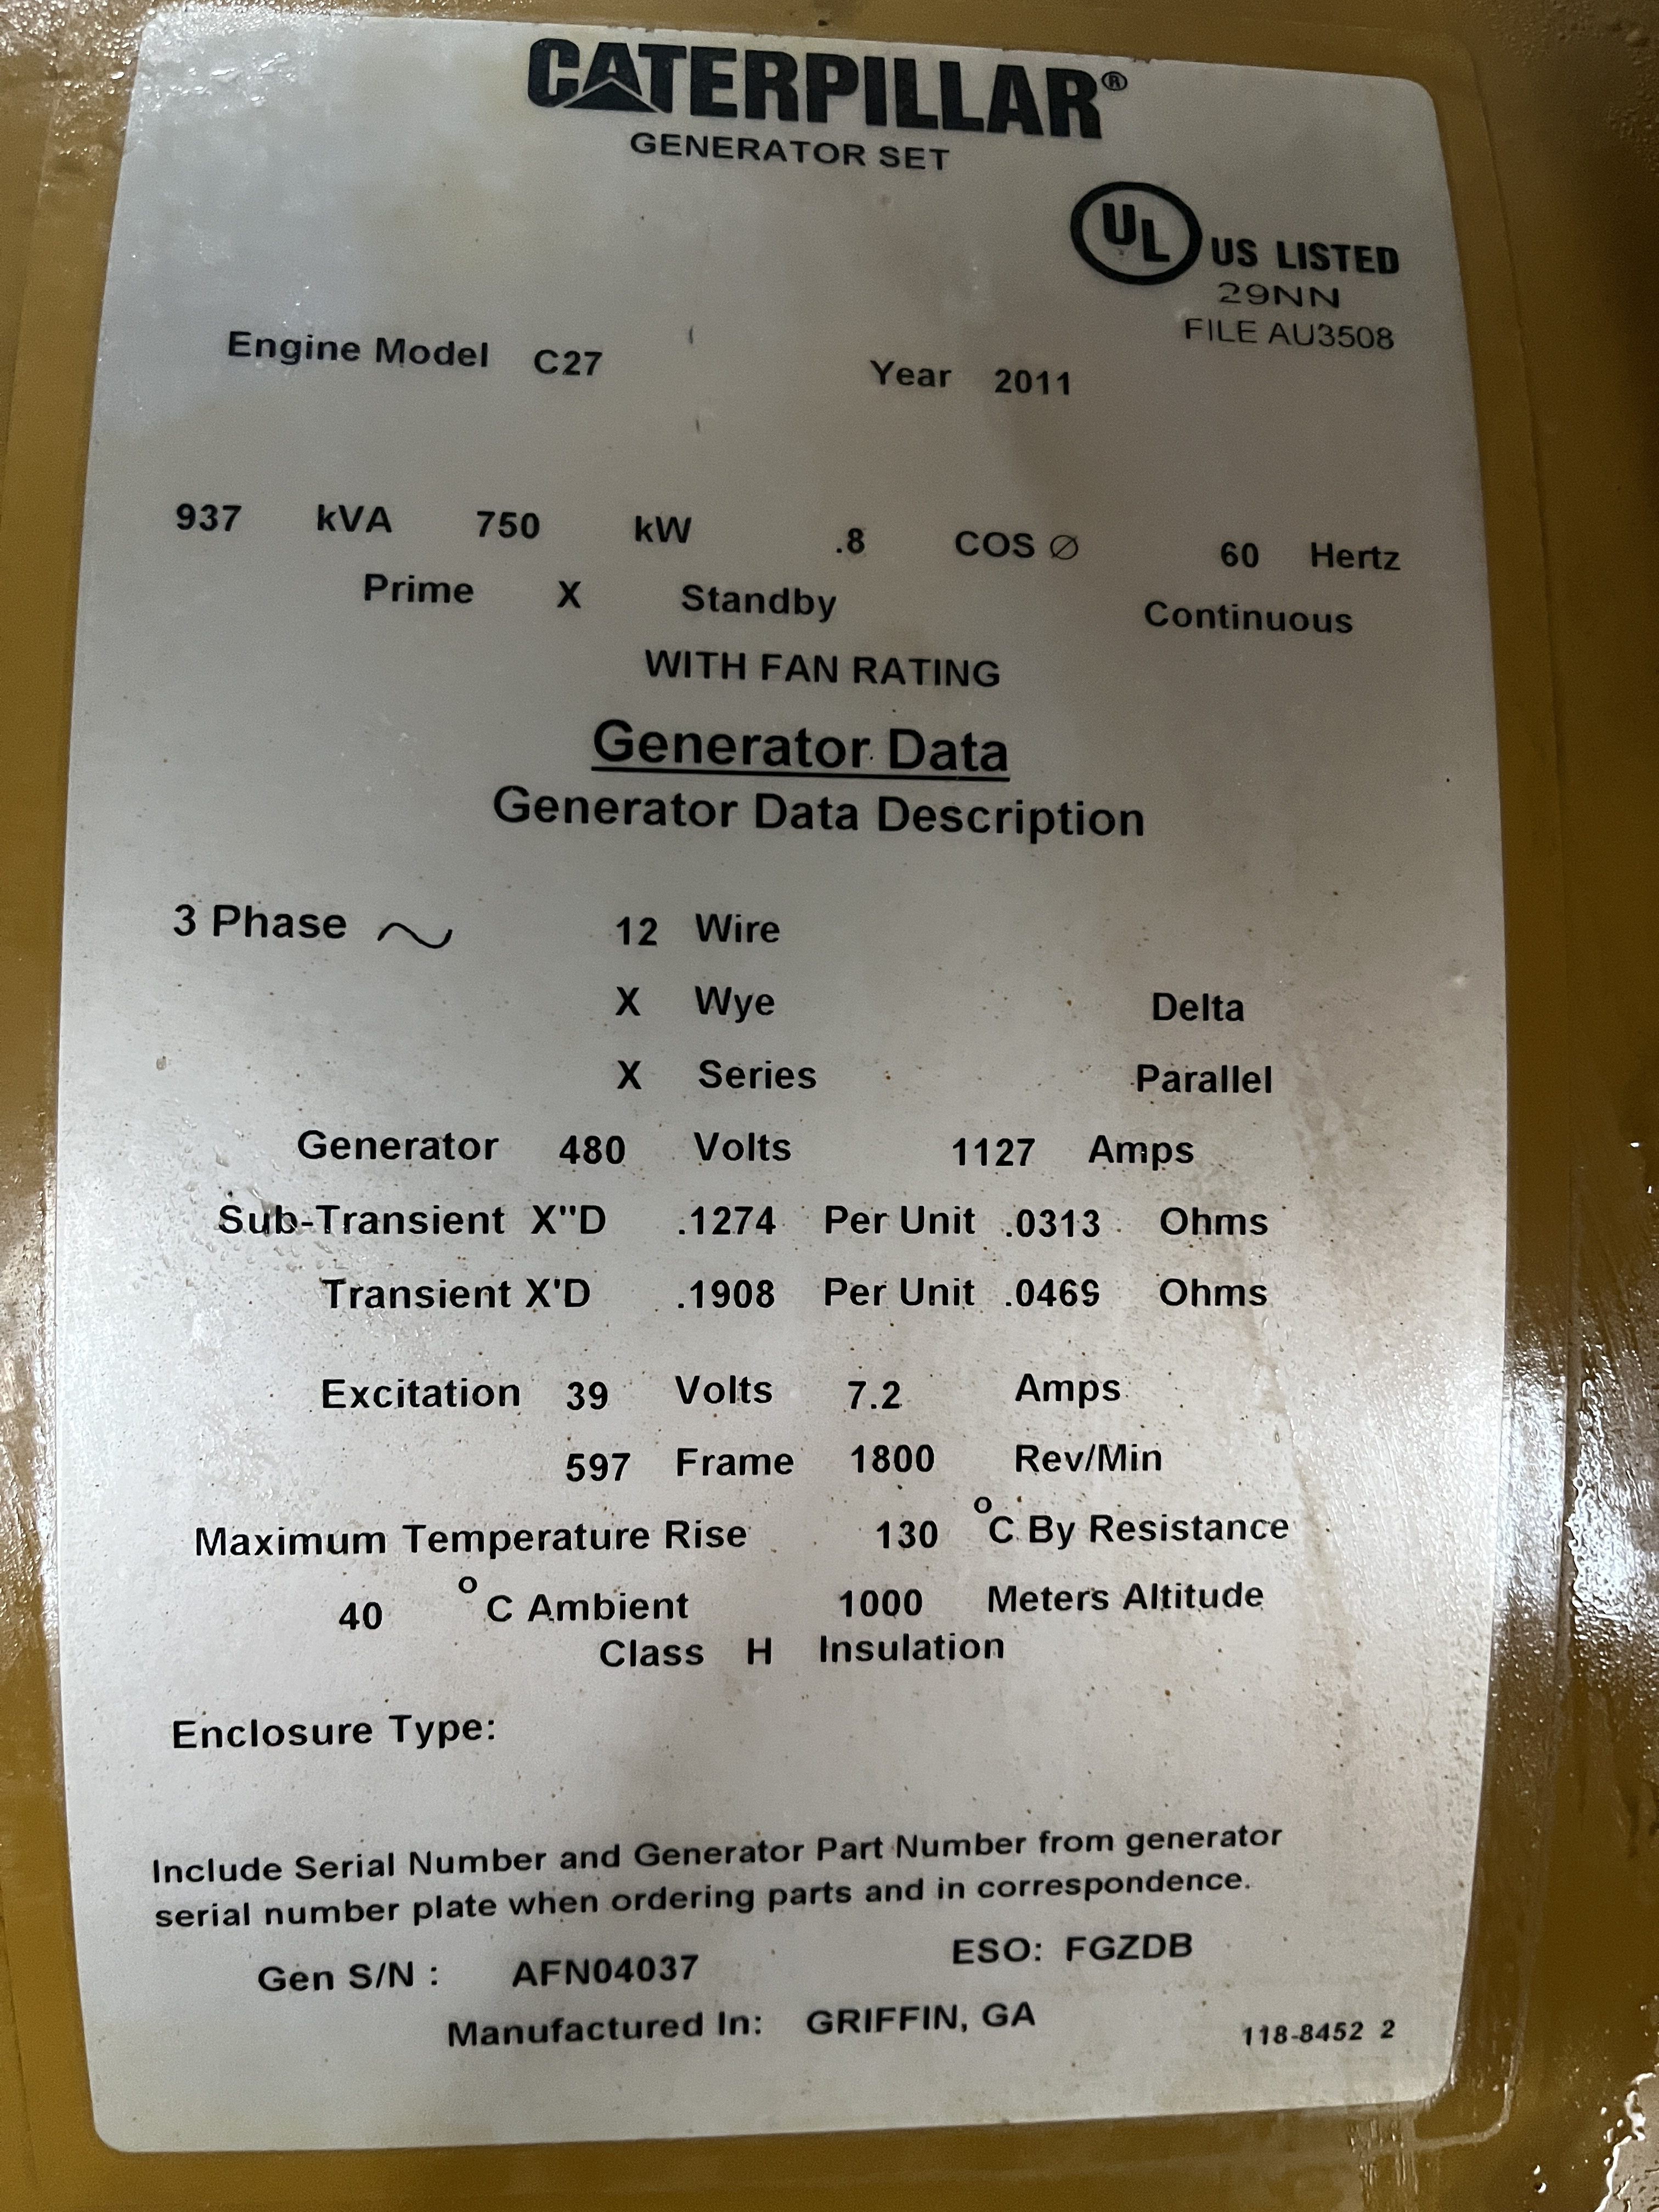 CATERPILLAR®
GENERATOR SET
UL US LISTED
29NN
FILE AU3508
Engine Model C27 Year 2011
937 kVA 750 kW .8 COS ∅ 60 Hertz
Prime X Standby Continuous
WITH FAN RATING
Generator Data
Generator Data Description
3 Phase ~ 12 Wire
X Wye Delta
X Series Parallel
Generator 480 Volts 1127 Amps
Sub-Transient X"D .1274 Per Unit .0313 Ohms
Transient X'D .1908 Per Unit .0469 Ohms
Excitation 39 Volts 7.2 Amps
597 Frame 1800 Rev/Min
Maximum Temperature Rise 130 °C By Resistance
40 °C Ambient 1000 Meters Altitude
Class H Insulation
Enclosure Type:
Include Serial Number and Generator Part Number from generator
serial number plate when ordering parts and in correspondence.
Gen S/N : AFN04037 ESO: FGZDB
Manufactured In: GRIFFIN, GA 118-8452 2